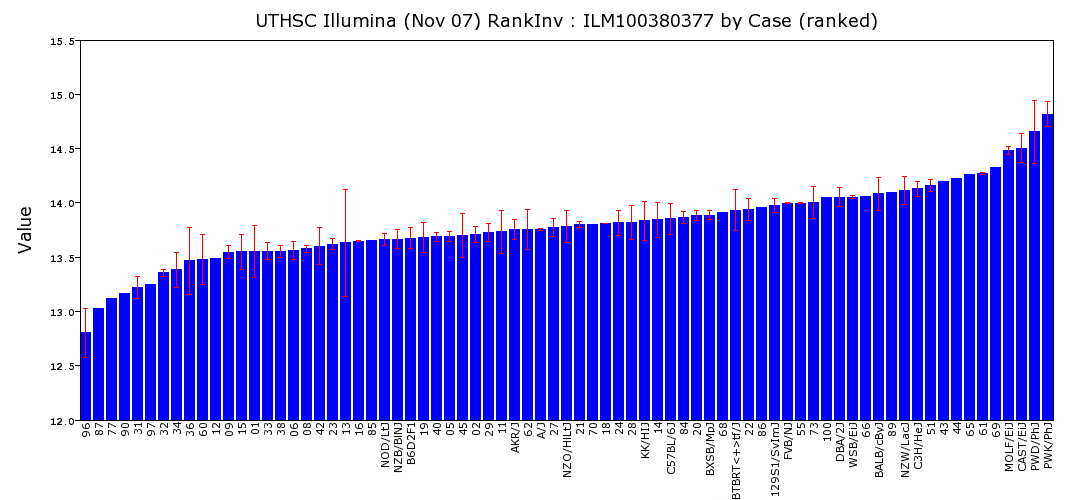 UTHSC Illumina (Nov 07) RankInv : ILM100380377 by Case (ranked)
Value
15.5
15.0
14.5
14.0
13.5
13.0
12.5
12.0
96
87
77
90
31
97
32
34
36
60
12
09
15
01
33
38
06
08
42
23
13
16
85
NOD/LtJ
NZB/BlNJ
B6D2F1
19
40
05
45
02
29
11
AKR/J
62
A/J
27
NZO/HlLtJ
21
70
18
24
28
KK/HlJ
14
C57BL/6J
84
20
BXSB/MpJ
68
BTBRT<+>tf/J
22
86
129S1/SvImJ
FVB/NJ
55
73
100
DBA/2J
WSB/EiJ
66
BALB/cByJ
89
NZW/LacJ
C3H/HeJ
51
43
44
65
61
69
MOLF/EiJ
CAST/EiJ
PWD/PhJ
PWK/PhJ